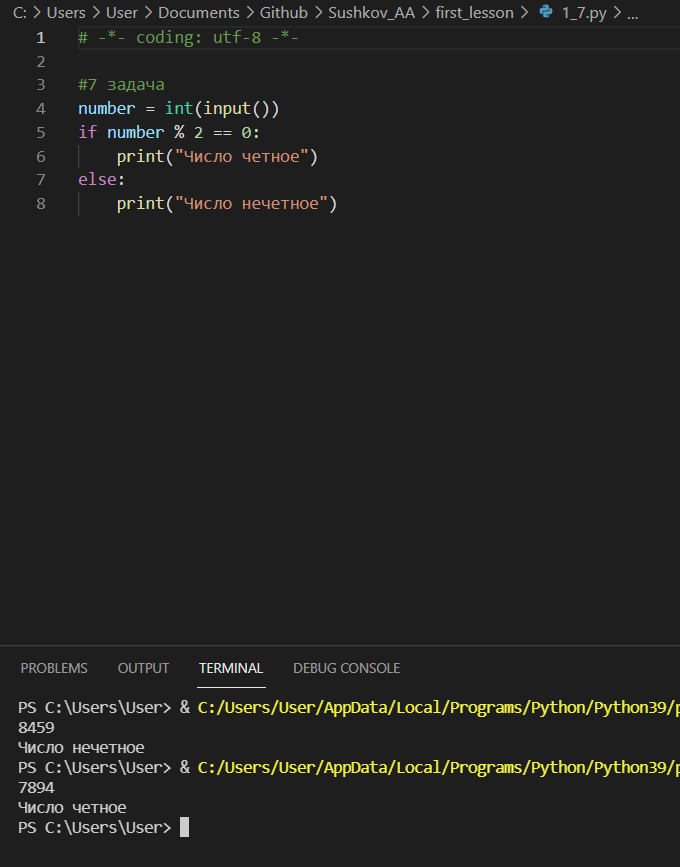 C: > Users > User > Documents > Github > Sushkov_AA > first_lesson > 1_7.py > ...
1 # -*- coding: utf-8 -*-
2
3 #7 задача
4 number = int(input())
5 if number % 2 == 0:
6 print("Число четное")
7 else:
8 print("Число нечетное")
PROBLEMS OUTPUT TERMINAL DEBUG CONSOLE
PS C:\Users\User> & C:/Users/User/AppData/Local/Programs/Python/Python39/p
8459
Число нечетное
PS C:\Users\User> & C:/Users/User/AppData/Local/Programs/Python/Python39/p
7894
Число четное
PS C:\Users\User>